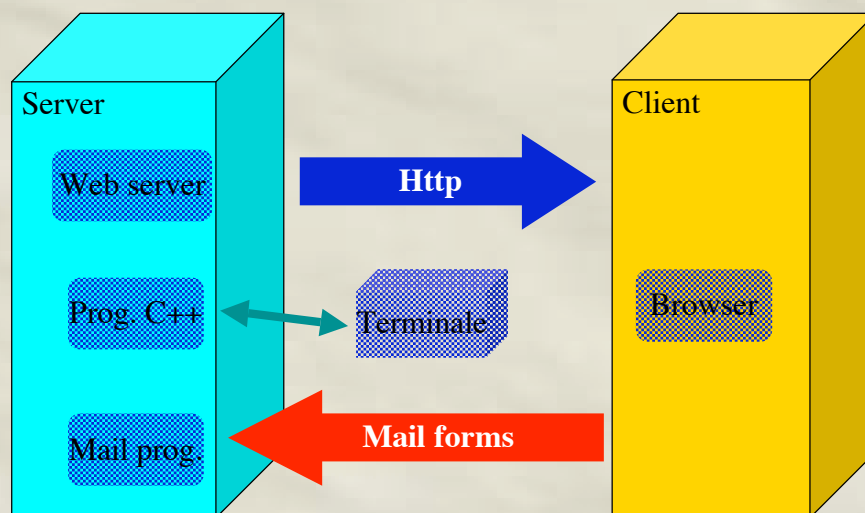 Server
Client
Web server
Http
Prog. C++
Terminale
Browser
Mail prog.
Mail forms